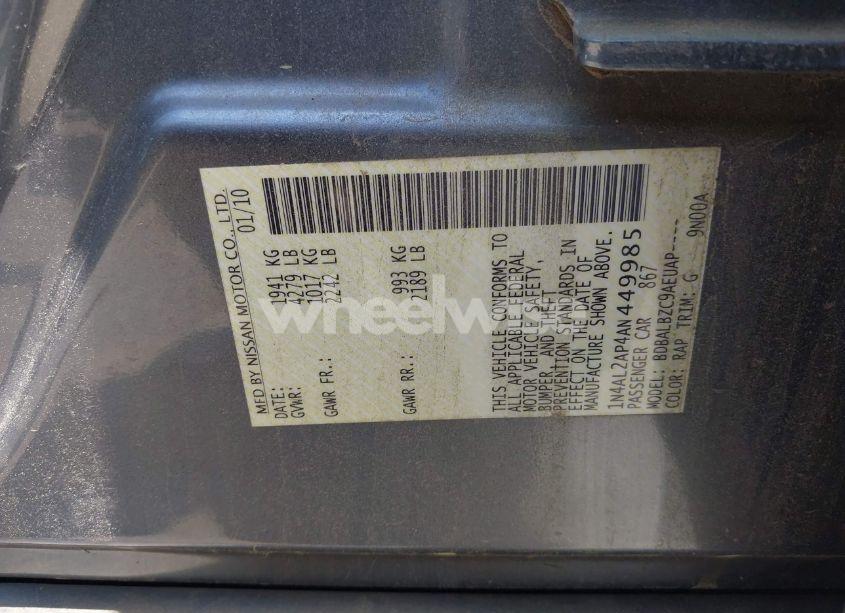 MFD BY NISSAN MOTOR CO., LTD.
DATE: 01/10
GVWR: 1941 KG
4279 LB
GAWR FR.: 1017 KG
2242 LB
GAWR RR.: 993 KG
2189 LB
THIS VEHICLE CONFORMS TO
ALL APPLICABLE FEDERAL
MOTOR VEHICLE SAFETY,
BUMPER, AND THEFT
PREVENTION STANDARDS IN
EFFECT ON THE DATE OF
MANUFACTURE SHOWN ABOVE.
1N4AL2AP4AN449985
PASSENGER CAR 867
MODEL: BDBALBZC9AEUAP-----
COLOR: RAP TRIM: G 9N00A
wheelwise